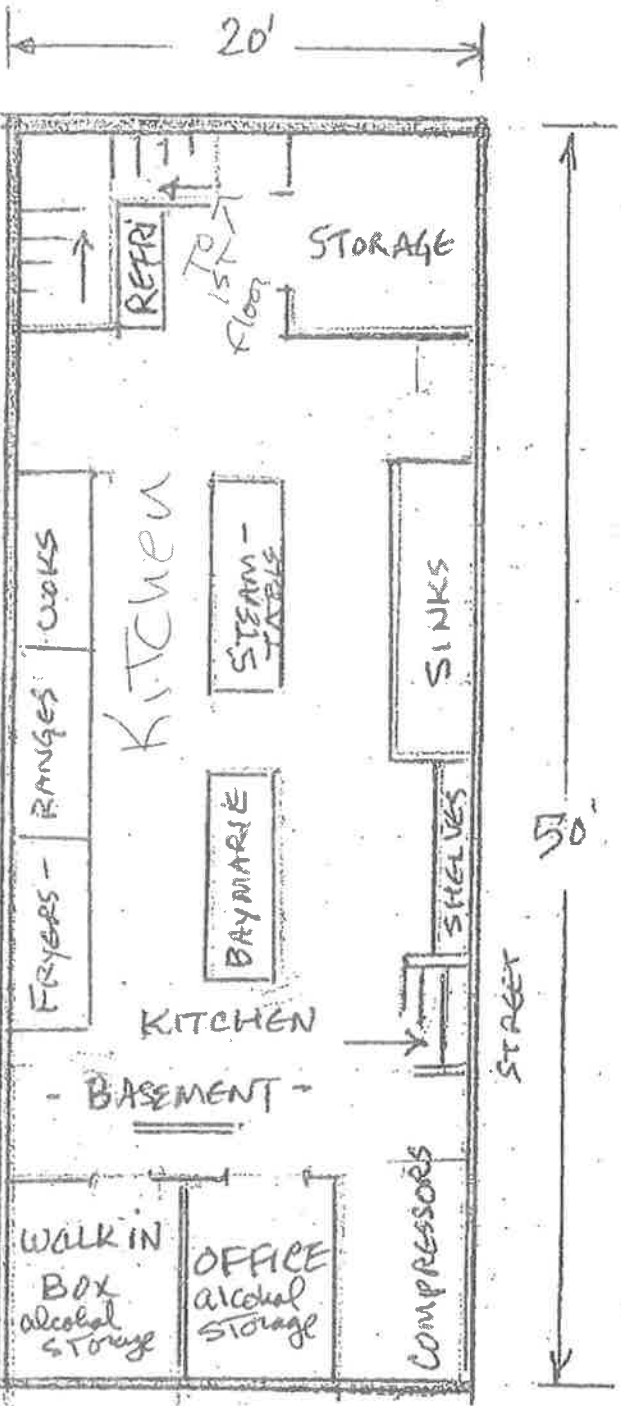 20'
STORAGE
REFRI
TO
1ST
Floor
Kitchen
WOKS
RANGES
FRYERS -
STEAM -
TABLE
SINKS
BAYMARIE
SHELVES
50'
STREET
KITCHEN
- BASEMENT -
WALK IN
BOX
alcohol
STorage
OFFICE
alcohol
STorage
COMPRESSORS